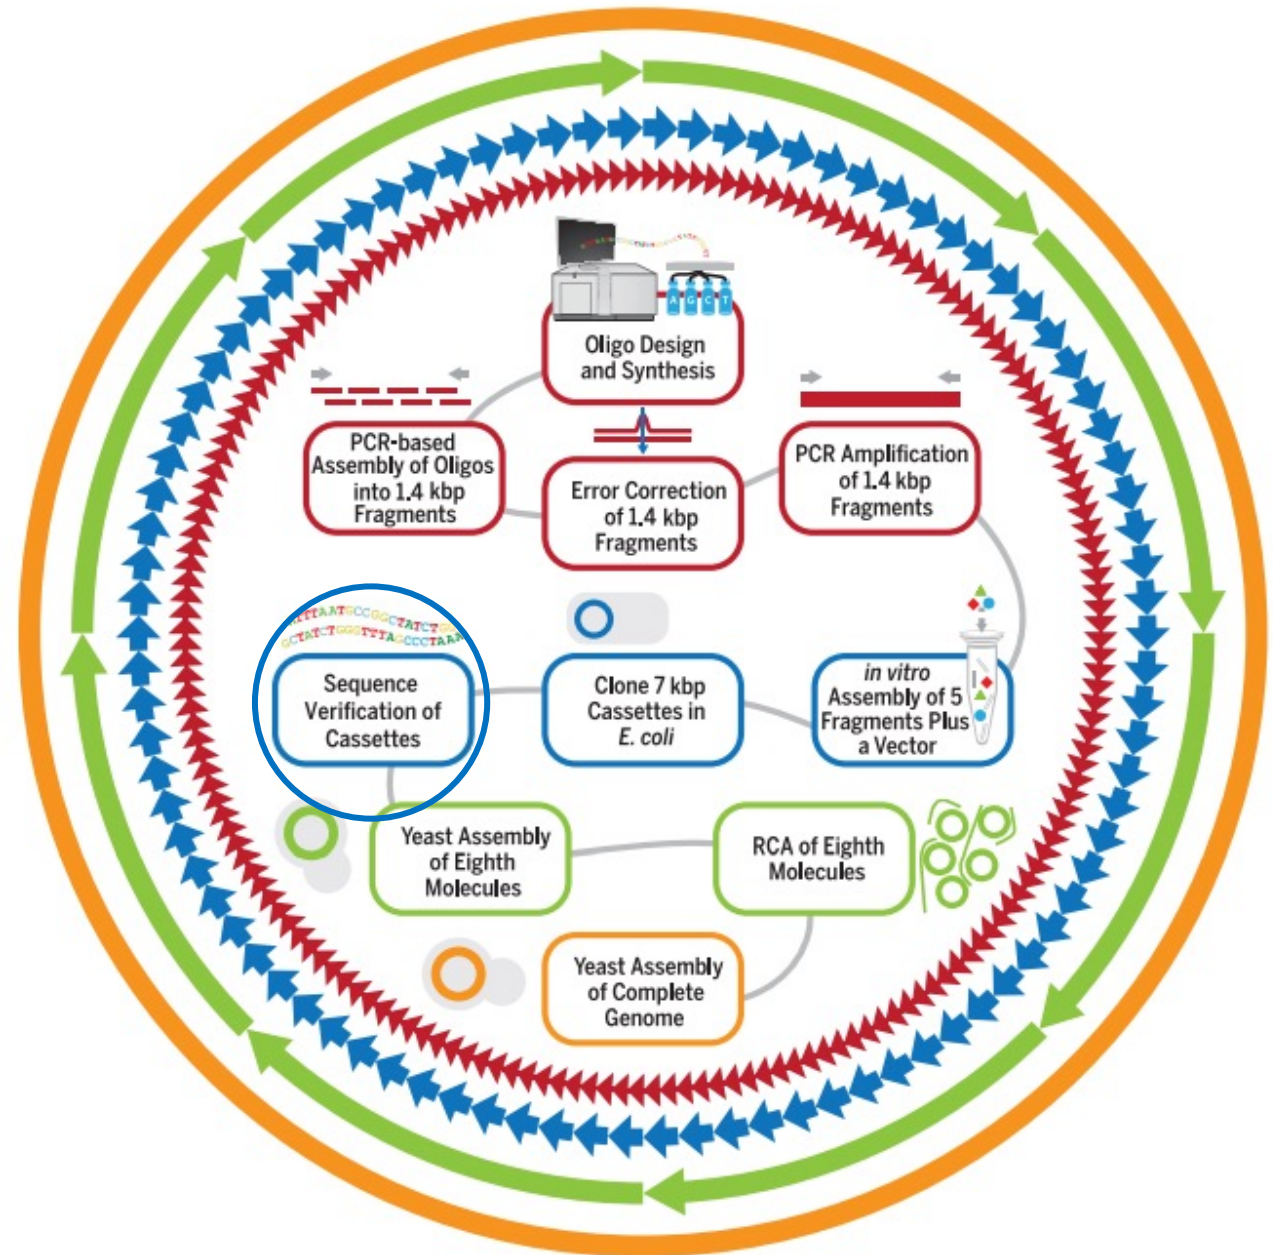 A G C T
Oligo Design
and Synthesis
PCR-based
Assembly of Oligos
into 1.4 kbp
Fragments
Error Correction
of 1.4 kbp
Fragments
PCR Amplification
of 1.4 kbp
Fragments
in vitro
Assembly of 5
Fragments Plus
a Vector
Clone 7 kbp
Cassettes in
E. coli
TTTAATGCCGGCTATCTG
GCTATCTGGGTTTAGCCCTAAA
Sequence
Verification of
Cassettes
Yeast Assembly
of Eighth
Molecules
RCA of Eighth
Molecules
Yeast Assembly
of Complete
Genome